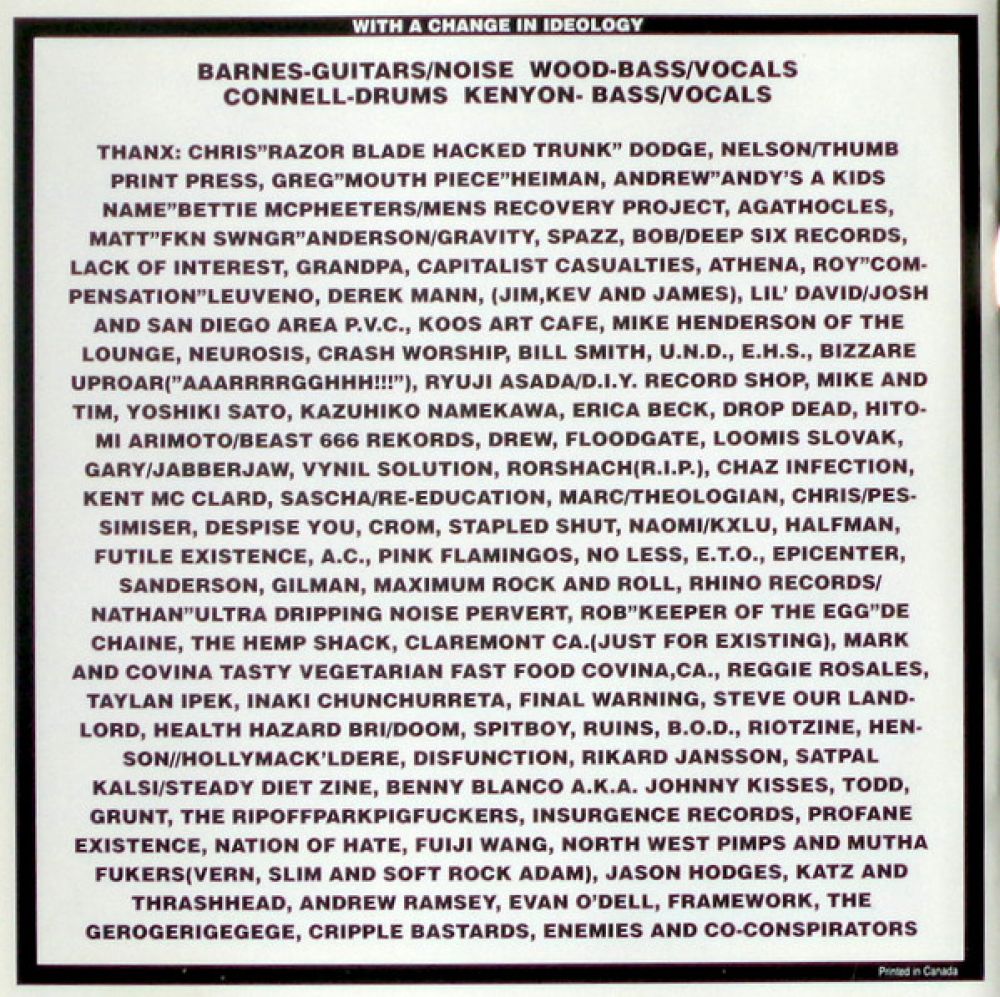 WITH A CHANGE IN IDEOLOGY
BARNES-GUITARS/NOISE WOOD-BASS/VOCALS
CONNELL-DRUMS KENYON- BASS/VOCALS
THANX: CHRIS"RAZOR BLADE HACKED TRUNK" DODGE, NELSON/THUMB
PRINT PRESS, GREG"MOUTH PIECE"HEIMAN, ANDREW"ANDY'S A KIDS
NAME"BETTIE MCPHEETERS/MENS RECOVERY PROJECT, AGATHOCLES,
MATT"FKN SWNGR"ANDERSON/GRAVITY, SPAZZ, BOB/DEEP SIX RECORDS,
LACK OF INTEREST, GRANDPA, CAPITALIST CASUALTIES, ATHENA, ROY"COM-
PENSATION"LEUVENO, DEREK MANN, (JIM,KEV AND JAMES), LIL' DAVID/JOSH
AND SAN DIEGO AREA P.V.C., KOOS ART CAFE, MIKE HENDERSON OF THE
LOUNGE, NEUROSIS, CRASH WORSHIP, BILL SMITH, U.N.D., E.H.S., BIZZARE
UPROAR("AAARRRRGGHHH!!!"), RYUJI ASADA/D.I.Y. RECORD SHOP, MIKE AND
TIM, YOSHIKI SATO, KAZUHIKO NAMEKAWA, ERICA BECK, DROP DEAD, HITO-
MI ARIMOTO/BEAST 666 REKORDS, DREW, FLOODGATE, LOOMIS SLOVAK,
GARY/JABBERJAW, VYNIL SOLUTION, RORSHACH(R.I.P.), CHAZ INFECTION,
KENT MC CLARD, SASCHA/RE-EDUCATION, MARC/THEOLOGIAN, CHRIS/PES-
SIMISER, DESPISE YOU, CROM, STAPLED SHUT, NAOMI/KXLU, HALFMAN,
FUTILE EXISTENCE, A.C., PINK FLAMINGOS, NO LESS, E.T.O., EPICENTER,
SANDERSON, GILMAN, MAXIMUM ROCK AND ROLL, RHINO RECORDS/
NATHAN"ULTRA DRIPPING NOISE PERVERT, ROB"KEEPER OF THE EGG"DE
CHAINE, THE HEMP SHACK, CLAREMONT CA.(JUST FOR EXISTING), MARK
AND COVINA TASTY VEGETARIAN FAST FOOD COVINA,CA., REGGIE ROSALES,
TAYLAN IPEK, INAKI CHUNCHURRETA, FINAL WARNING, STEVE OUR LAND-
LORD, HEALTH HAZARD BRI/DOOM, SPITBOY, RUINS, B.O.D., RIOTZINE, HEN-
SON//HOLLYMACK'LDERE, DISFUNCTION, RIKARD JANSSON, SATPAL
KALSI/STEADY DIET ZINE, BENNY BLANCO A.K.A. JOHNNY KISSES, TODD,
GRUNT, THE RIPOFFPARKPIGFUCKERS, INSURGENCE RECORDS, PROFANE
EXISTENCE, NATION OF HATE, FUIJI WANG, NORTH WEST PIMPS AND MUTHA
FUKERS(VERN, SLIM AND SOFT ROCK ADAM), JASON HODGES, KATZ AND
THRASHHEAD, ANDREW RAMSEY, EVAN O'DELL, FRAMEWORK, THE
GEROGERIGEGEGE, CRIPPLE BASTARDS, ENEMIES AND CO-CONSPIRATORS
Printed in Canada